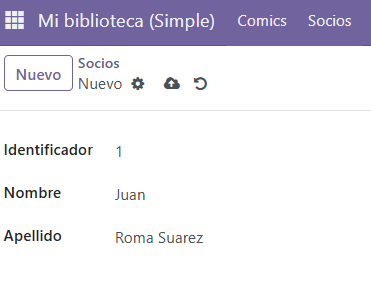 Mi biblioteca (Simple) Comics Socios
Nuevo Socios
Nuevo
Identificador 1
Nombre Juan
Apellido Roma Suarez